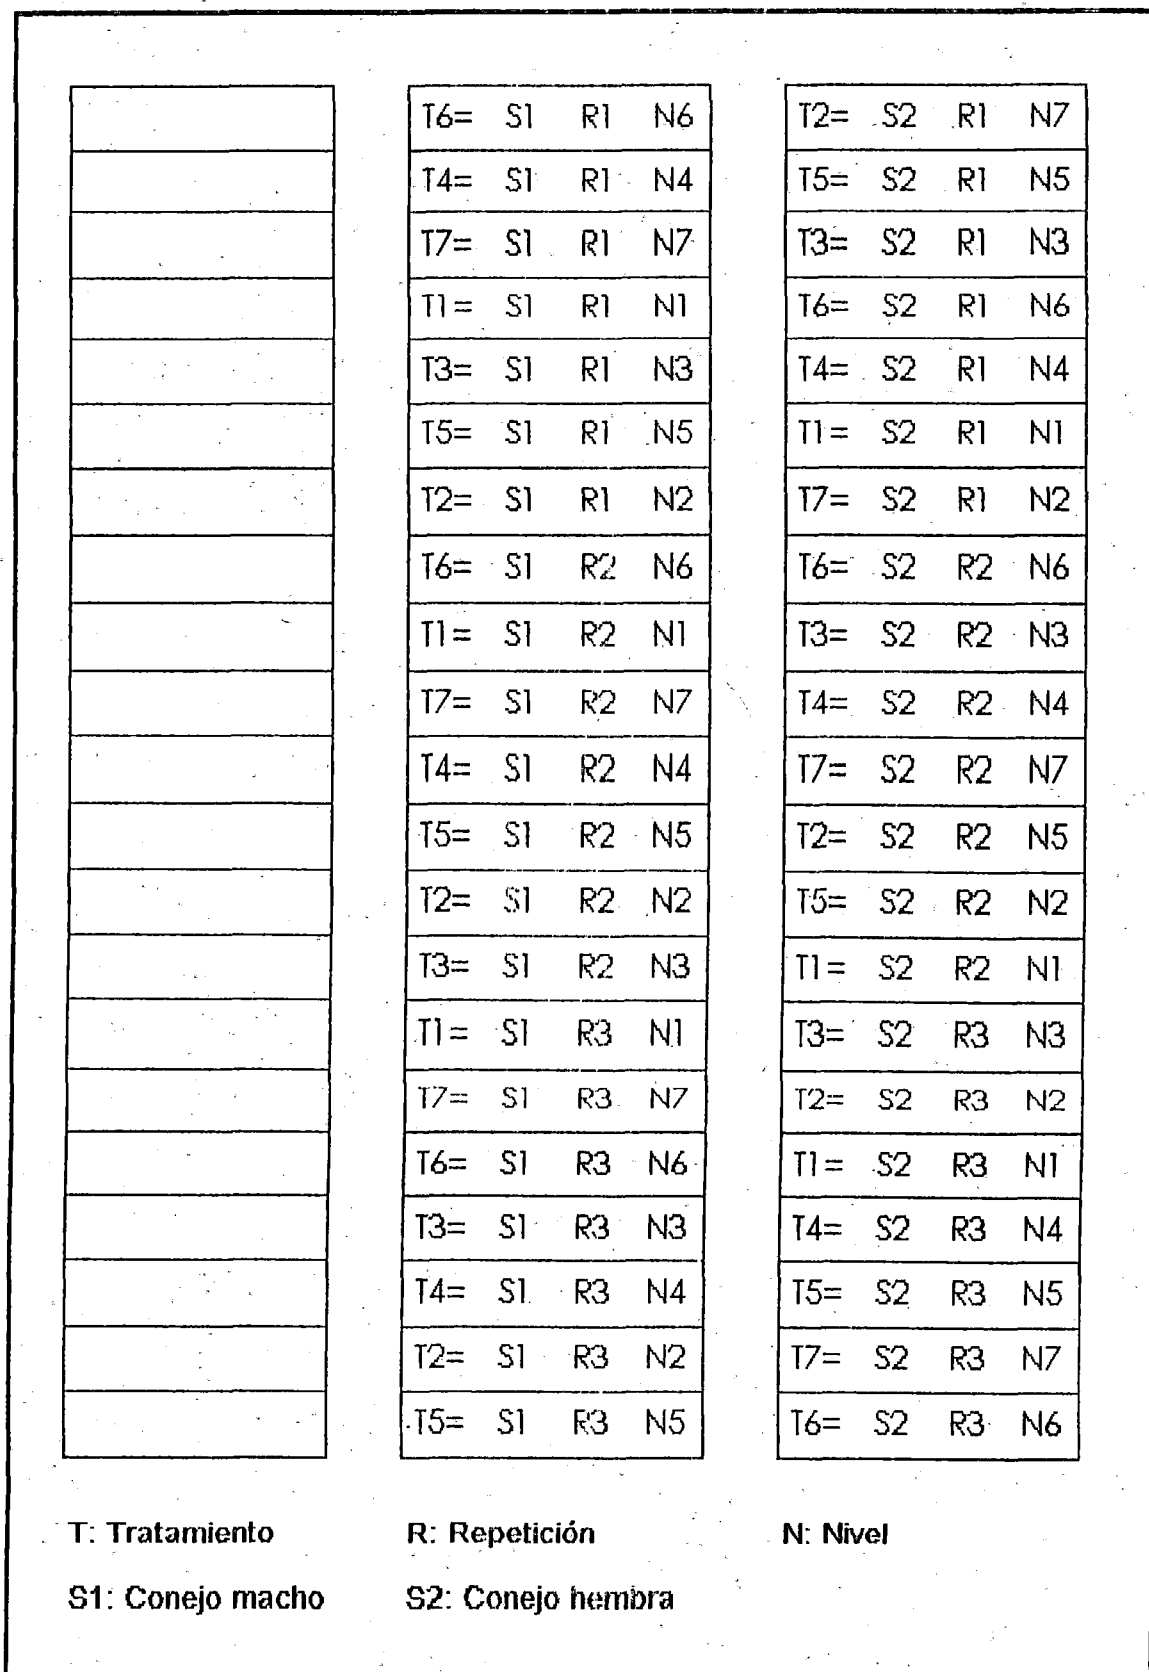 T6= S1 R1 N6 T2= S2 R1 N7
T4= S1 R1 N4 T5= S2 R1 N5
T7= S1 R1 N7 T3= S2 R1 N3
T1= S1 R1 N1 T6= S2 R1 N6
T3= S1 R1 N3 T4= S2 R1 N4
T5= S1 R1 N5 T1= S2 R1 N1
T2= S1 R1 N2 T7= S2 R1 N2
T6= S1 R2 N6 T6= S2 R2 N6
T1= S1 R2 N1 T3= S2 R2 N3
T7= S1 R2 N7 T4= S2 R2 N4
T4= S1 R2 N4 T7= S2 R2 N7
T5= S1 R2 N5 T2= S2 R2 N5
T2= S1 R2 N2 T5= S2 R2 N2
T3= S1 R2 N3 T1= S2 R2 N1
T1= S1 R3 N1 T3= S2 R3 N3
T7= S1 R3 N7 T2= S2 R3 N2
T6= S1 R3 N6 T1= S2 R3 N1
T3= S1 R3 N3 T4= S2 R3 N4
T4= S1 R3 N4 T5= S2 R3 N5
T2= S1 R3 N2 T7= S2 R3 N7
T5= S1 R3 N5 T6= S2 R3 N6
T: Tratamiento R: Repetición N: Nivel
S1: Conejo macho S2: Conejo hembra